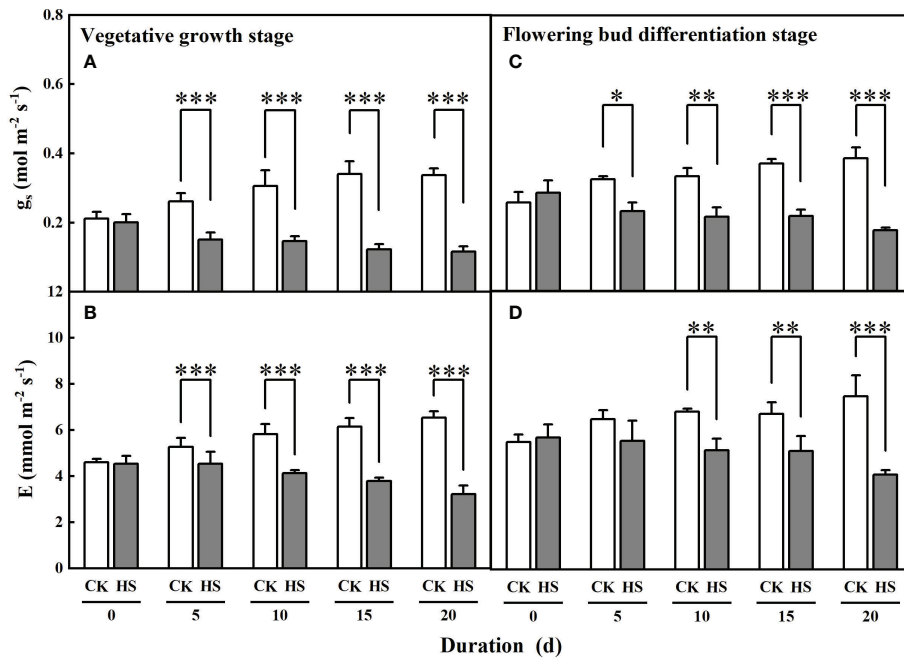 Vegetative growth stage
Flowering bud differentiation stage
A
C
0.8
0.6
0.4
0.2
12
g_s (mol m⁻² s⁻¹)
*** *** *** ***
* ** *** ***
B
D
10
8
6
4
2
0
E (mmol m⁻² s⁻¹)
*** *** *** ***
** ** ***
CK HS CK HS CK HS CK HS CK HS CK HS CK HS CK HS CK HS CK HS
0 5 10 15 20 0 5 10 15 20
Duration (d)